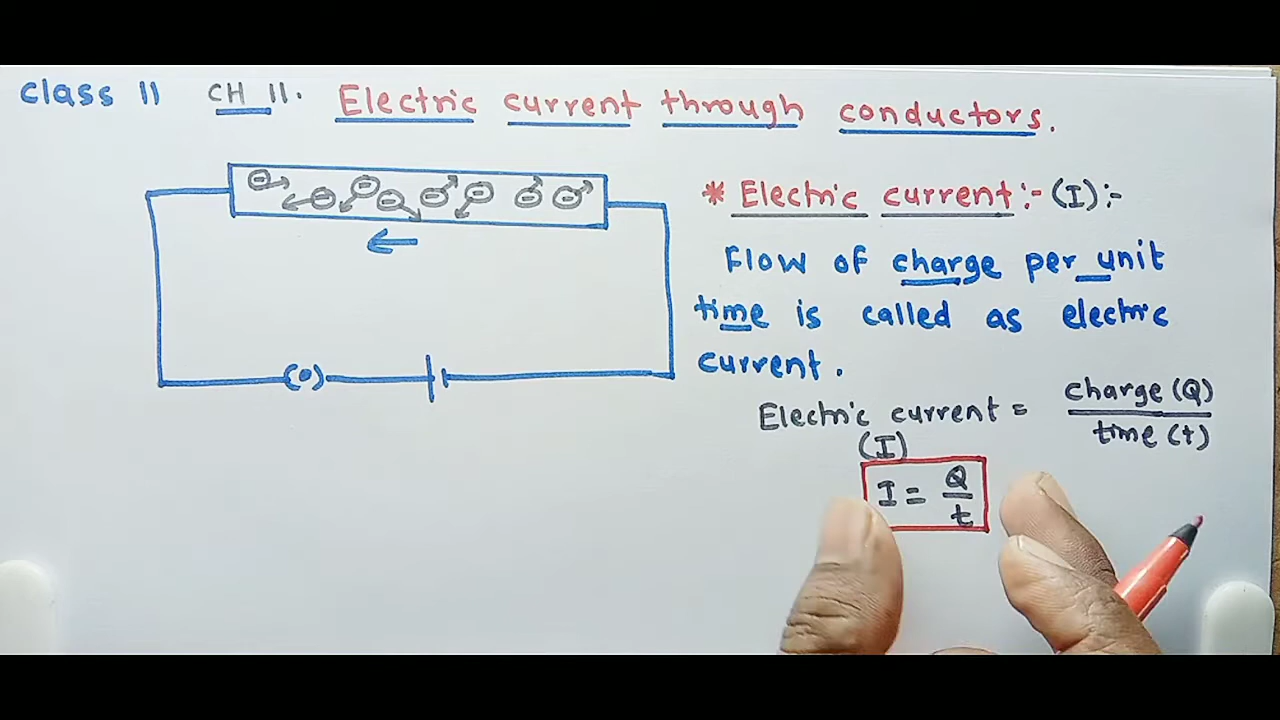 Class 11 CH 11. Electric current through conductors.
* Electric current:- (I):-
Flow of charge per unit
time is called as electric
current.
Electric current = charge (Q)
time (t)
(I)
I = Q
t